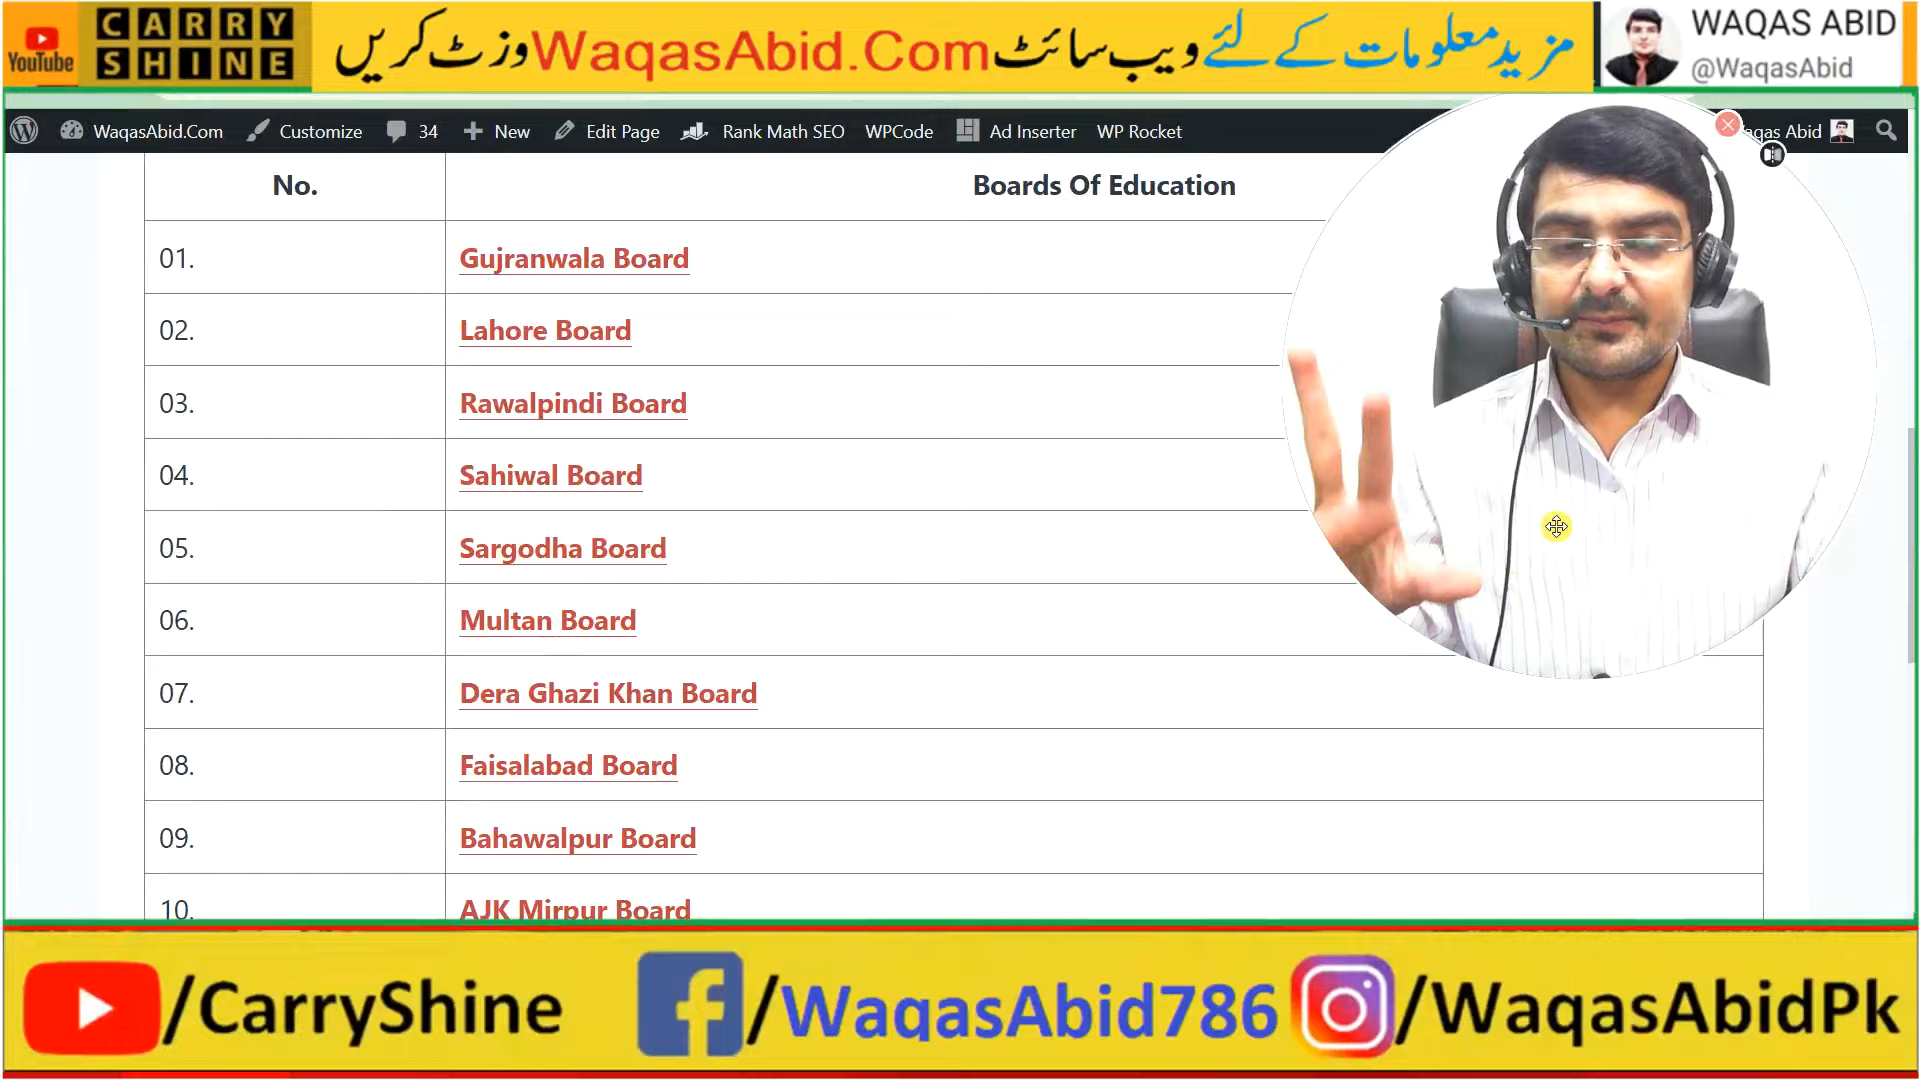 YouTube
CARRY
SHINE
مزید معلومات کے لئے ویب سائٹ WaqasAbid.Com وزٹ کریں
WAQAS ABID
@WaqasAbid
WaqasAbid.Com Customize 34 New Edit Page Rank Math SEO WPCode Ad Inserter WP Rocket Abid
No. Boards Of Education
01. Gujranwala Board
02. Lahore Board
03. Rawalpindi Board
04. Sahiwal Board
05. Sargodha Board
06. Multan Board
07. Dera Ghazi Khan Board
08. Faisalabad Board
09. Bahawalpur Board
10. AJK Mirpur Board
/CarryShine /WaqasAbid786 /WaqasAbidPk